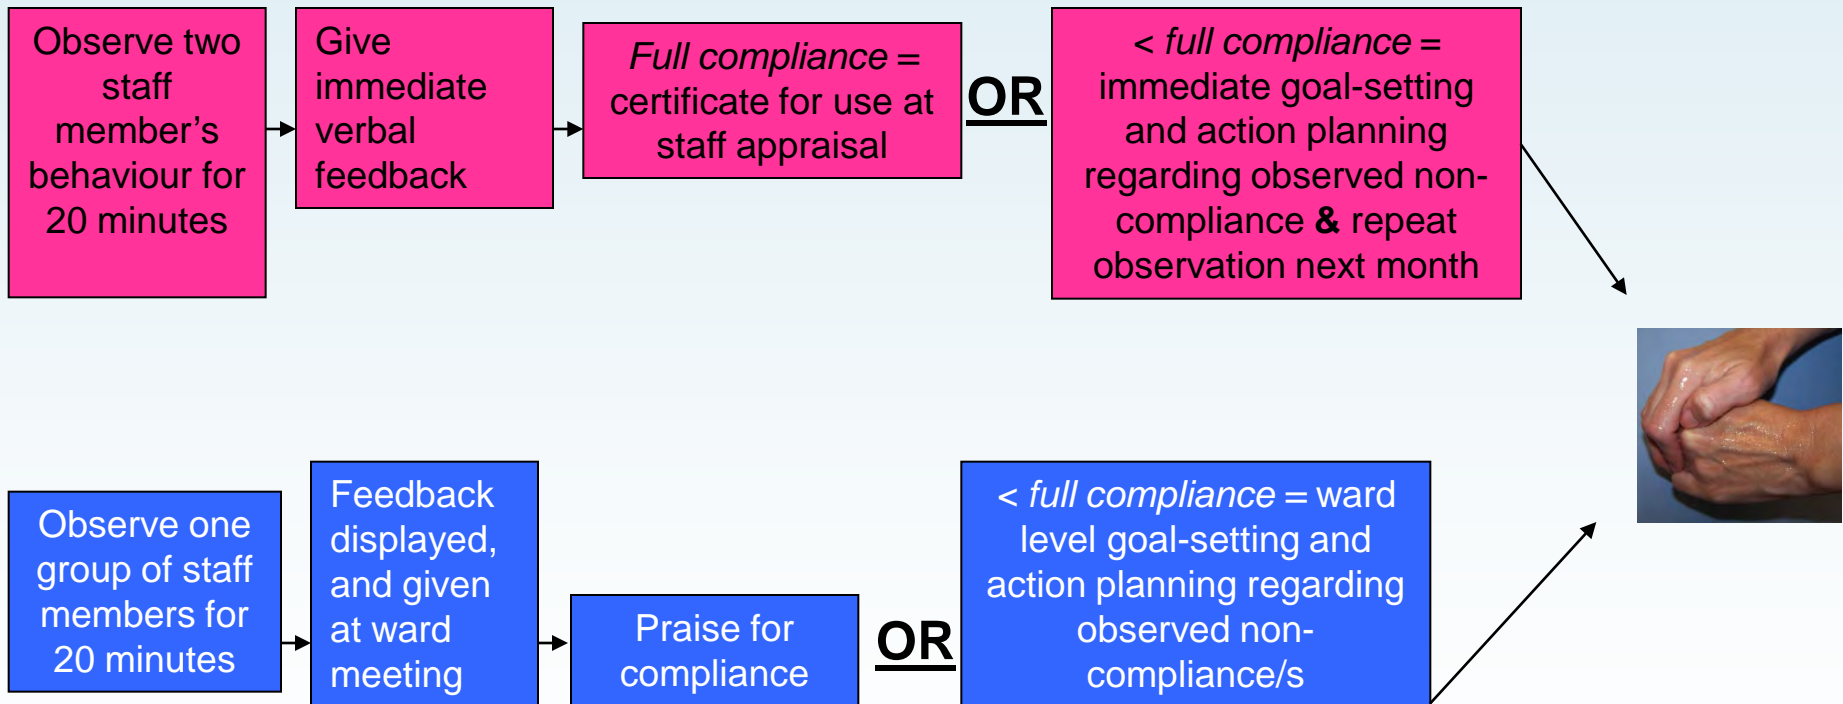 Observe two
staff
member’s
behaviour for
20 minutes
Give
immediate
verbal
feedback
Full compliance =
certificate for use at
staff appraisal
OR
< full compliance =
immediate goal-setting
and action planning
regarding observed non-
compliance & repeat
observation next month
Observe one
group of staff
members for
20 minutes
Feedback
displayed,
and given
at ward
meeting
Praise for
compliance
OR
< full compliance = ward
level goal-setting and
action planning regarding
observed non-
compliance/s